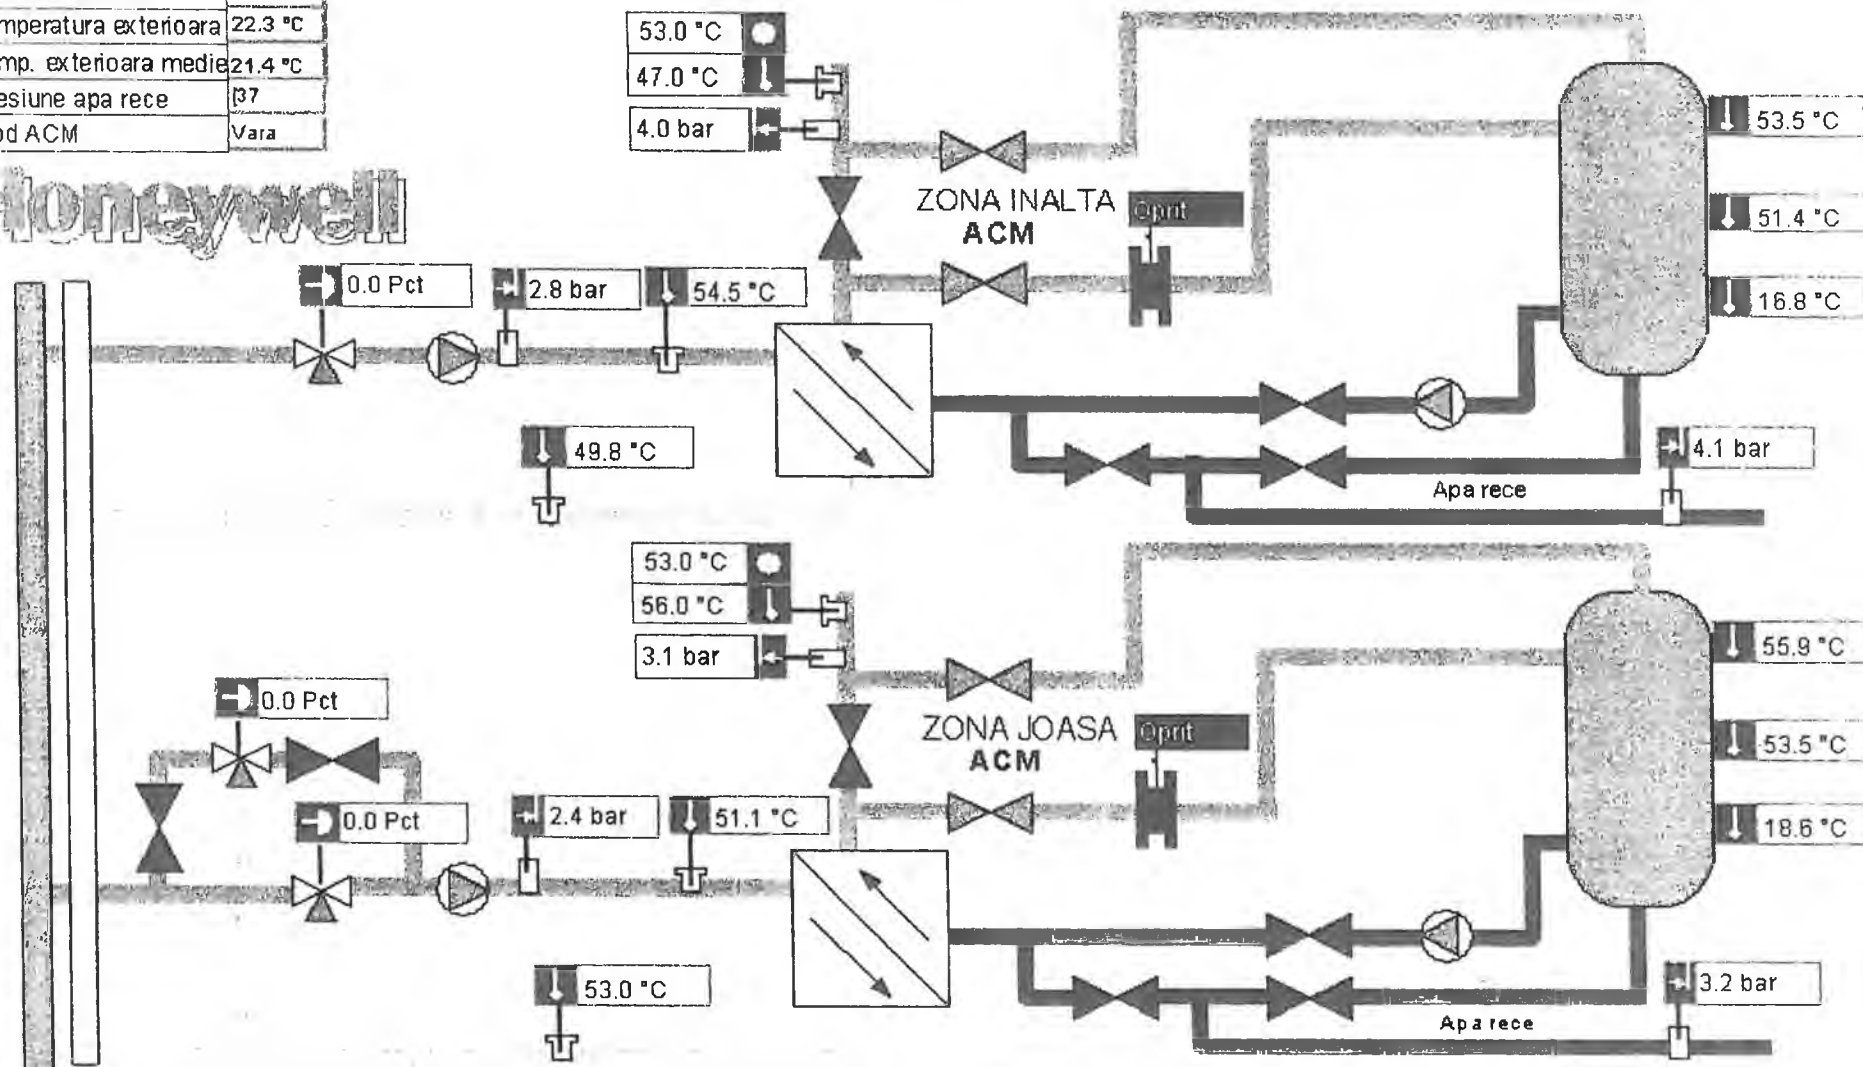 mperatura exterioara 22.3 °C
mp. exterioara medie 21.4 °C
esiune apa rece [37
od ACM Vara
Honeywell
53.0 °C
47.0 °C
4.0 bar
53.5 °C
51.4 °C
16.8 °C
ZONA INALTA
ACM
Oprit
0.0 Pct
2.8 bar
54.5 °C
49.8 °C
4.1 bar
Apa rece
53.0 °C
56.0 °C
3.1 bar
55.9 °C
53.5 °C
18.6 °C
ZONA JOASA
ACM
Oprit
0.0 Pct
0.0 Pct
2.4 bar
51.1 °C
53.0 °C
3.2 bar
Apa rece